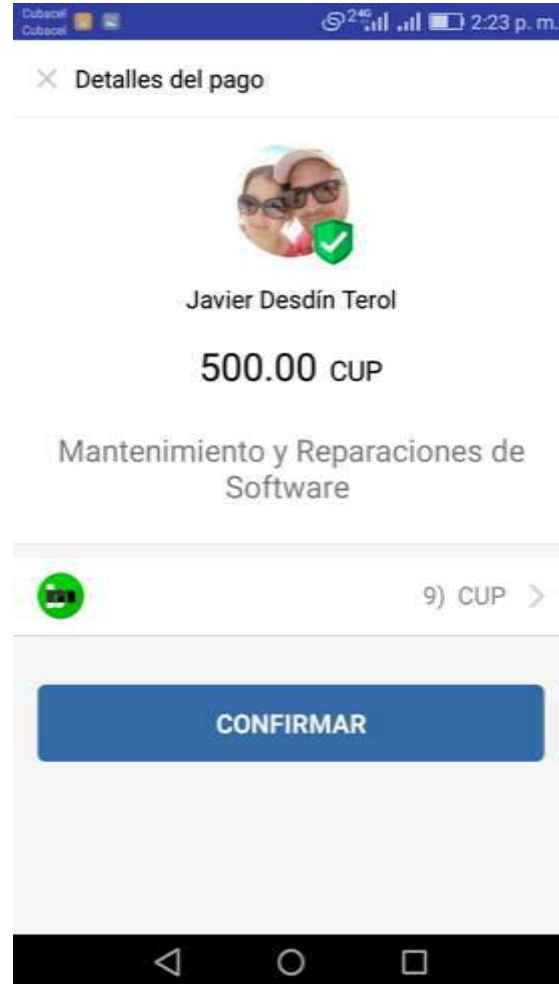 Cubacel
Cubacel
2:23 p. m.
Detalles del pago
Javier Desdín Terol
500.00 CUP
Mantenimiento y Reparaciones de
Software
9) CUP
CONFIRMAR